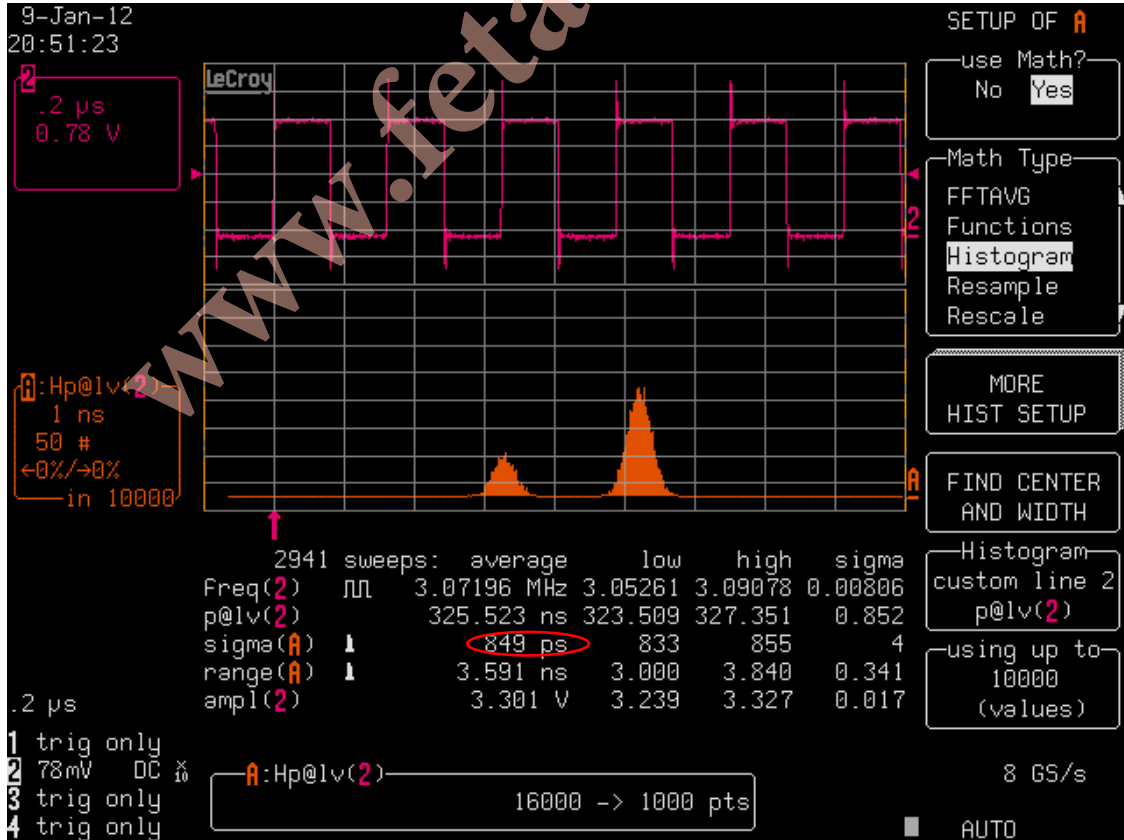 9-Jan-12
20:51:23
2
.2 µs
0.78 V
LeCroy
2
www.feta
A:Hp@lv(2)
1 ns
50 #
←0%/→0%
in 10000
A
2941 sweeps: average low high sigma
Freq(2) 3.07196 MHz 3.05261 3.09078 0.00806
p@lv(2) 325.523 ns 323.509 327.351 0.852
sigma(A) 849 ps 833 855 4
range(A) 3.591 ns 3.000 3.840 0.341
ampl(2) 3.301 V 3.239 3.327 0.017
.2 µs
1 trig only
2 78mV DC ×10
3 trig only
4 trig only
A:Hp@lv(2)
16000 -> 1000 pts
SETUP OF A
use Math?
No Yes
Math Type
FFTAVG
Functions
Histogram
Resample
Rescale
MORE
HIST SETUP
FIND CENTER
AND WIDTH
Histogram
custom line 2
p@lv(2)
using up to
10000
(values)
8 GS/s
AUTO